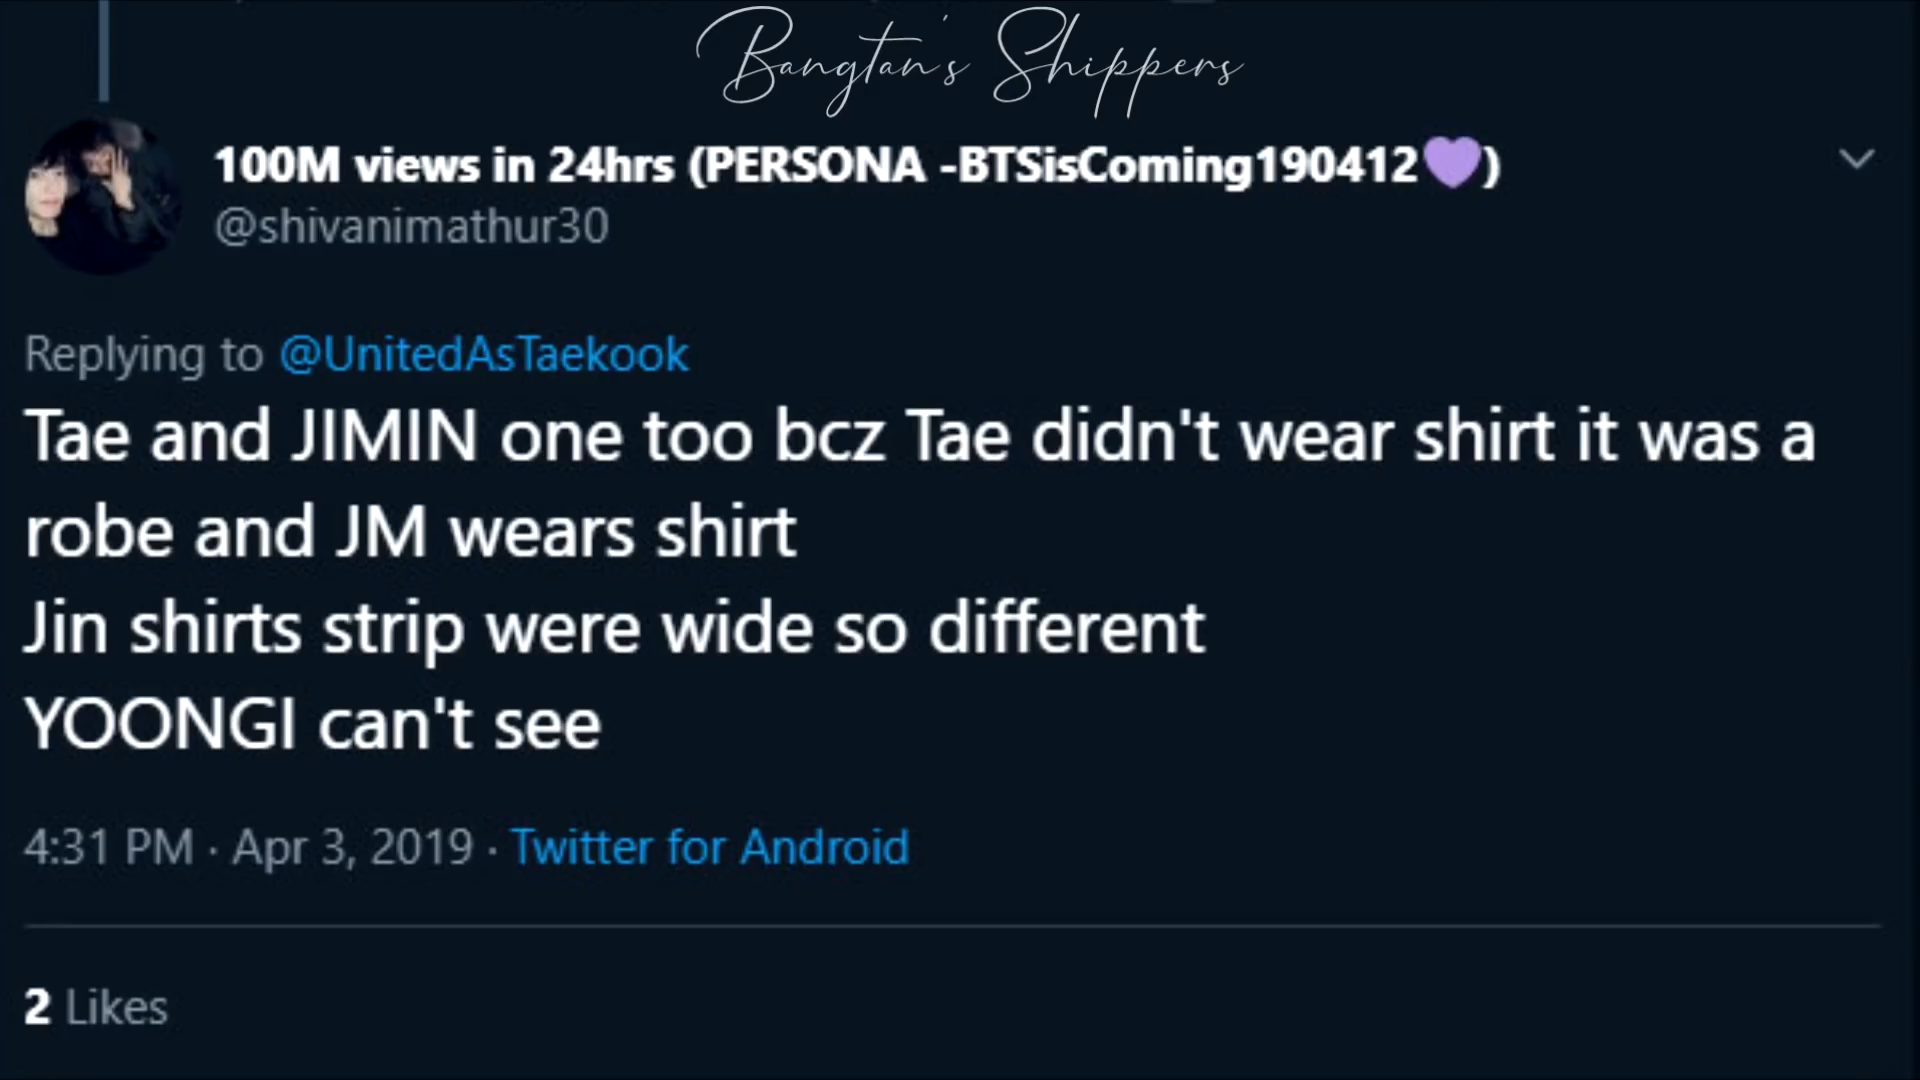 Bangtan's Shippers
100M views in 24hrs (PERSONA -BTSisComing190412💜)
@shivanimathur30
Replying to @UnitedAsTaekook
Tae and JIMIN one too bcz Tae didn't wear shirt it was a
robe and JM wears shirt
Jin shirts strip were wide so different
YOONGI can't see
4:31 PM · Apr 3, 2019 · Twitter for Android
2 Likes